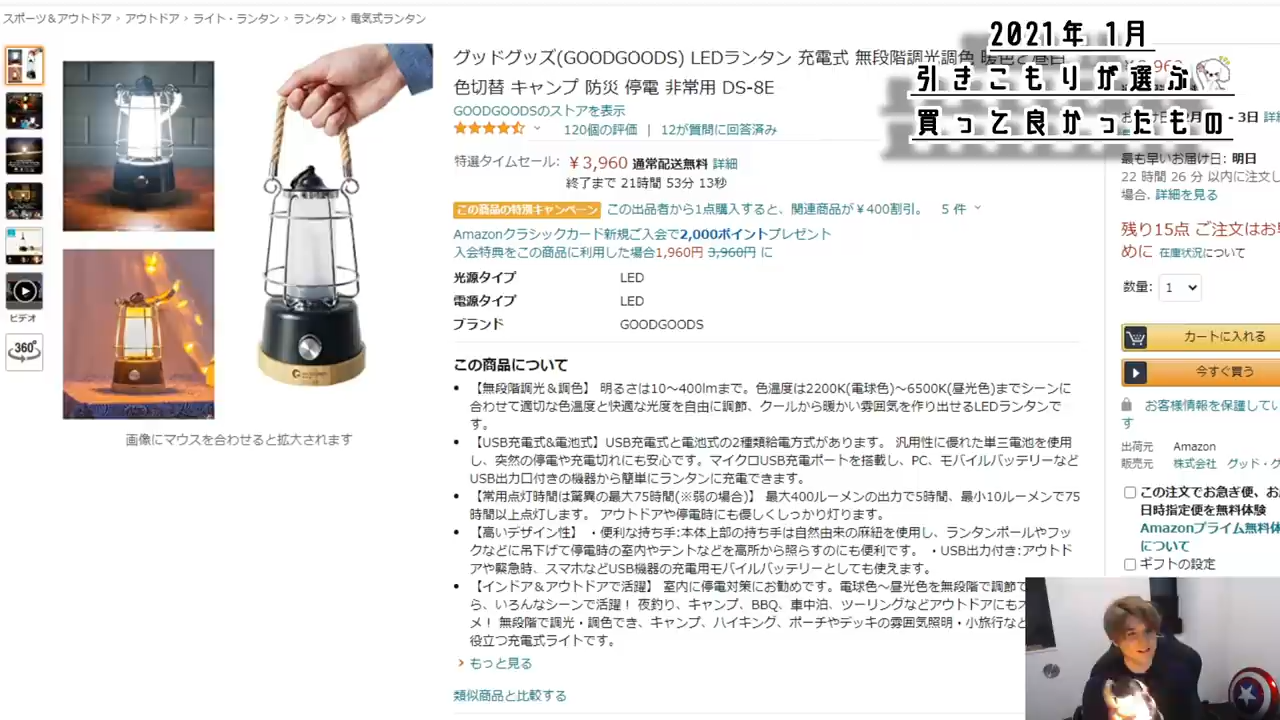 スポーツ＆アウトドア › アウトドア › ライト・ランタン › ランタン › 電気式ランタン
2021年 1月
引きこもりが選ぶ
買って良かったもの
グッドグッズ(GOODGOODS) LEDランタン 充電式 無段階調光調色 暖色と昼白
色切替 キャンプ 防災 停電 非常用 DS-8E
GOODGOODSのストアを表示
120個の評価 | 12が質問に回答済み
特選タイムセール: ￥3,960 通常配送無料 詳細
終了まで 21時間 53分 13秒
この商品の特別キャンペーン この出品者から1点購入すると、関連商品が￥400割引。 5 件
Amazonクラシックカード新規ご入会で2,000ポイントプレゼント
入会特典をこの商品に利用した場合1,960円 3,960円 に
光源タイプ LED
電源タイプ LED
ブランド GOODGOODS
この商品について
• 【無段階調光＆調色】 明るさは10～400lmまで。色温度は2200K(電球色)～6500K(昼光色)までシーンに
合わせて適切な色温度と快適な光度を自由に調節、クールから暖かい雰囲気を作り出せるLEDランタンで
す。
• 【USB充電式&電池式】USB充電式と電池式の2種類給電方式があります。 汎用性に優れた単三電池を使用
し、突然の停電や充電切れにも安心です。マイクロUSB充電ポートを搭載し、PC、モバイルバッテリーなど
USB出力口付きの機器から簡単にランタンに充電できます。
• 【常用点灯時間は驚異の最大75時間(※弱の場合)】 最大400ルーメンの出力で5時間、最小10ルーメンで75
時間以上点灯します。 アウトドアや停電時にも優しくしっかり灯ります。
• 【高いデザイン性】 ・便利な持ち手:本体上部の持ち手は自然由来の麻紐を使用し、ランタンポールやフッ
クなどに吊下げて停電時の室内やテントなどを高所から照らすのにも便利です。 ・USB出力付き:アウトド
アや緊急時、スマホなどUSB機器の充電用モバイルバッテリーとしても使えます。
• 【インドア＆アウトドアで活躍】 室内に停電対策にお勧めです。電球色～昼光色を無段階で調節で
ら、いろんなシーンで活躍！ 夜釣り、キャンプ、BBQ、車中泊、ツーリングなどアウトドアにもス
メ！ 無段階で調光・調色でき、キャンプ、ハイキング、ポーチやデッキの雰囲気照明・小旅行など
役立つ充電式ライトです。
› もっと見る
類似商品と比較する
ビデオ
360°
画像にマウスを合わせると拡大されます
- 3日 詳細
最も早いお届け日: 明日
22 時間 26 分 以内に注文し
場合. 詳細を見る
残り15点 ご注文はお早
めに 在庫状況について
数量: 1
カートに入れる
今すぐ買う
お客様情報を保護してい
す
出荷元 Amazon
販売元 株式会社 グッド・グ
この注文でお急ぎ便、お
日時指定便を無料体験
Amazonプライム無料体
について
ギフトの設定